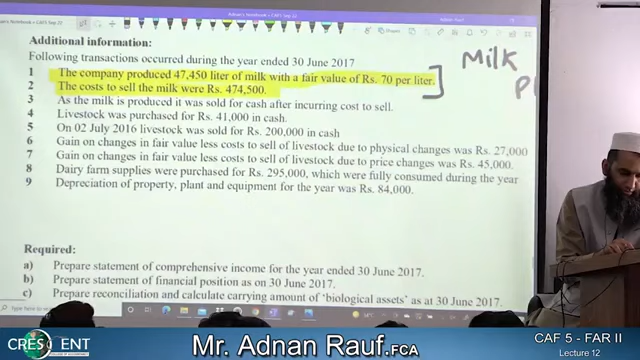 Adnan's Notebook » CAF5 Sep 22
Adnan Rauf
Additional information:
Following transactions occurred during the year ended 30 June 2017
1 The company produced 47,450 liter of milk with a fair value of Rs. 70 per liter.
2 The costs to sell the milk were Rs. 474,500.
3 As the milk is produced it was sold for cash after incurring cost to sell.
4 Livestock was purchased for Rs. 41,000 in cash.
5 On 02 July 2016 livestock was sold for Rs. 200,000 in cash
6 Gain on changes in fair value less costs to sell of livestock due to physical changes was Rs. 27,000
7 Gain on changes in fair value less costs to sell of livestock due to price changes was Rs. 45,000.
8 Dairy farm supplies were purchased for Rs. 295,000, which were fully consumed during the year
9 Depreciation of property, plant and equipment for the year was Rs. 84,000.
Milk
P
Required:
a) Prepare statement of comprehensive income for the year ended 30 June 2017.
b) Prepare statement of financial position as on 30 June 2017.
c) Prepare reconciliation and calculate carrying amount of 'biological assets' as at 30 June 2017.
CRESCENT
Mr. Adnan Rauf.FCA
CAF 5 - FAR II
Lecture 12